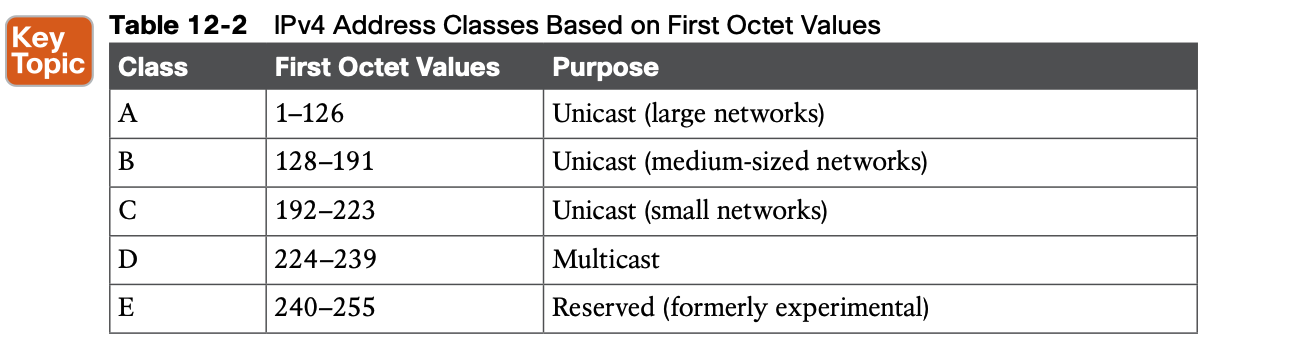 Key
Topic
Table 12-2 IPv4 Address Classes Based on First Octet Values
Class First Octet Values Purpose
A 1–126 Unicast (large networks)
B 128–191 Unicast (medium-sized networks)
C 192–223 Unicast (small networks)
D 224–239 Multicast
E 240–255 Reserved (formerly experimental)